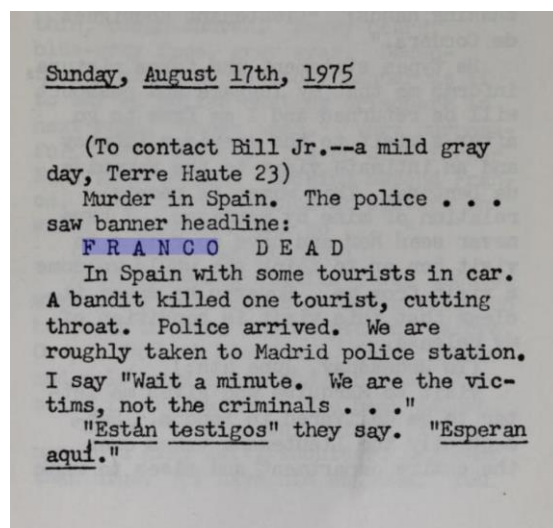 Sunday, August 17th, 1975
(To contact Bill Jr.--a mild gray
day, Terre Haute 23)
Murder in Spain. The police . . .
saw banner headline:
F R A N C O D E A D
In Spain with some tourists in car.
A bandit killed one tourist, cutting
throat. Police arrived. We are
roughly taken to Madrid police station.
I say "Wait a minute. We are the vic-
tims, not the criminals . . ."
"Están testigos" they say. "Esperan
aquí."